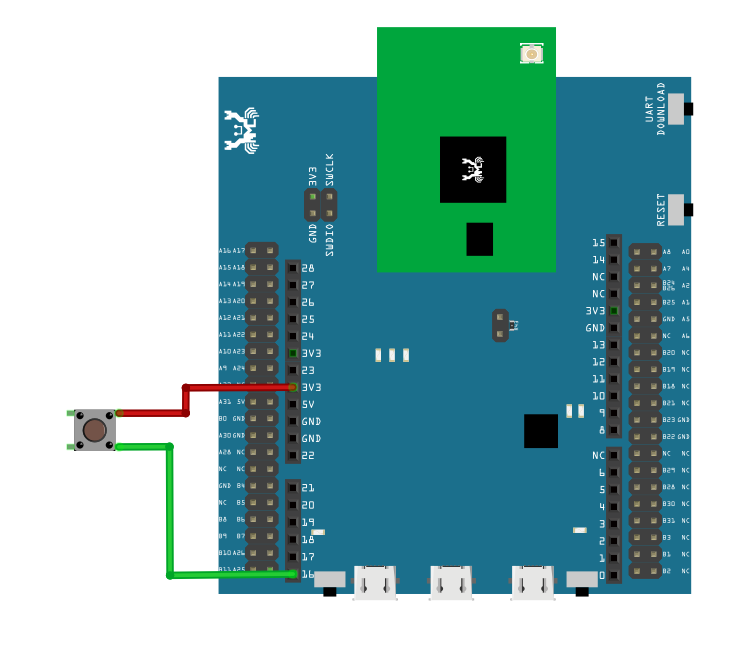 UART
DOWNLOAD
RESET
3V3 SWCLK
GND SWDIO
A16 A17
A15 A18
A14 A19
A13 A20
A12 A21
A11 A22
A10 A23
A9 A24
A31 5V
B0 GND
A30 GND
A28 NC
NC NC
GND B4
NC B5
B8 B6
B9 B7
B10 A26
B11 A25
28
27
26
25
24
3V3
23
3V3
5V
GND
GND
22
21
20
19
18
17
16
15
14
NC
NC
3V3
GND
13
12
11
10
9
8
NC
6
5
4
3
2
1
0
A8 A0
A7 A4
B24
B26 A2
B25 A1
GND A5
NC A6
B20 NC
B19 NC
B18 NC
B21 NC
B23 GND
B22 GND
NC NC
B29 NC
B28 NC
B30 NC
B31 NC
B3 NC
B1 NC
B2 NC